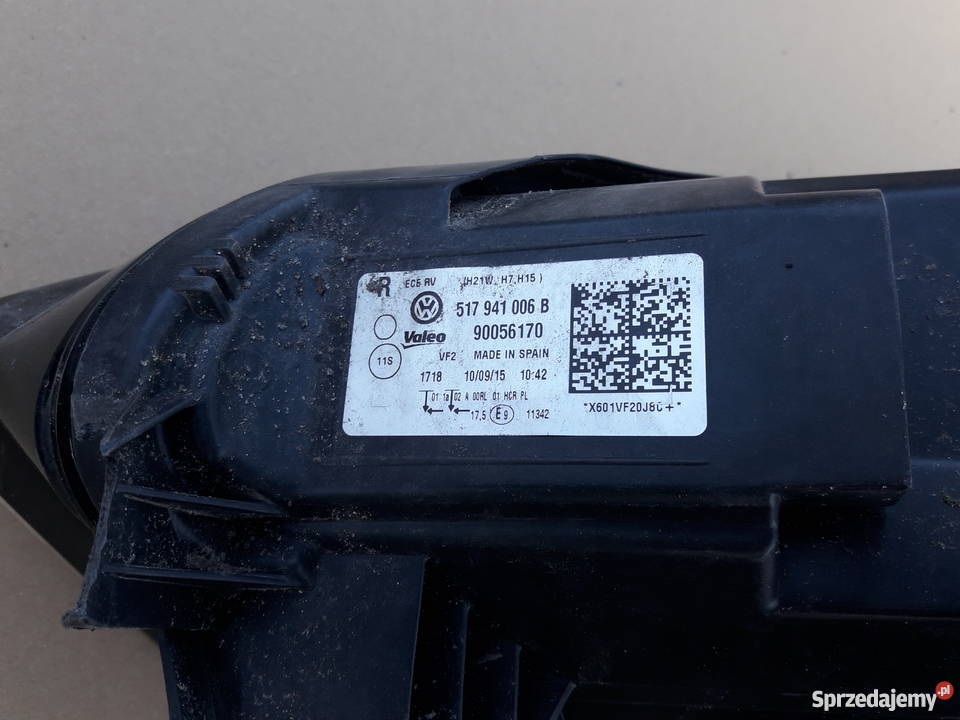 R ECE RV (H21W, H7,H15)
517 941 006 B
Valeo 90056170
11S VF2 MADE IN SPAIN
1718 10/09/15 10:42
01 1a 02 A 00RL 01 HCR PL
17,5 E9 11342
*X601VF20J8C+*
Sprzedajemy.pl